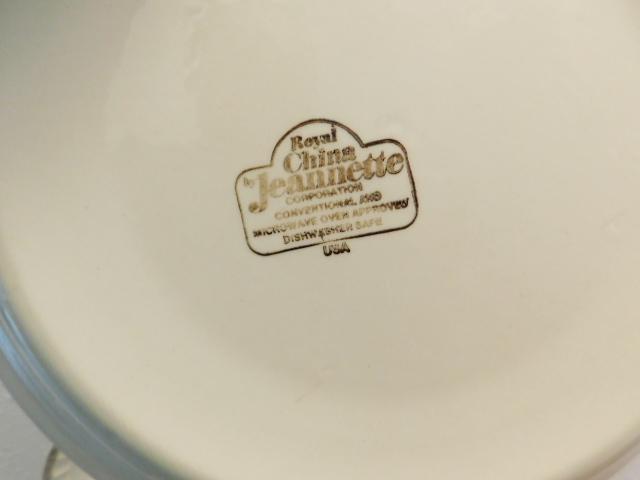 Royal
China
by Jeannette
CORPORATION
CONVENTIONAL AND
MICROWAVE OVEN APPROVED
DISHWASHER SAFE
USA